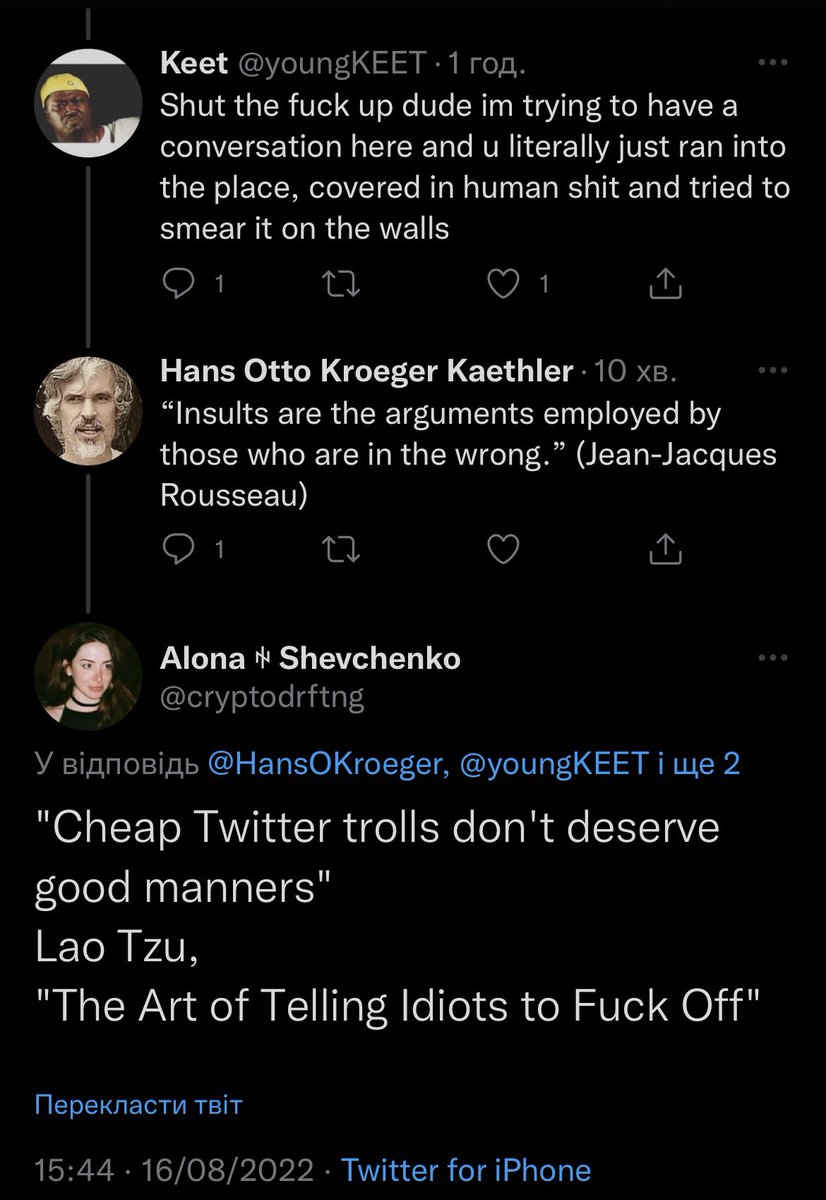 Keet @youngKEET · 1 год.
Shut the fuck up dude im trying to have a
conversation here and u literally just ran into
the place, covered in human shit and tried to
smear it on the walls
1 1
Hans Otto Kroeger Kaethler · 10 хв.
“Insults are the arguments employed by
those who are in the wrong.” (Jean-Jacques
Rousseau)
1
Alona Shevchenko
@cryptodrftng
У відповідь @HansOKroeger, @youngKEET і ще 2
"Cheap Twitter trolls don't deserve
good manners"
Lao Tzu,
"The Art of Telling Idiots to Fuck Off"
Перекласти твіт
15:44 · 16/08/2022 · Twitter for iPhone